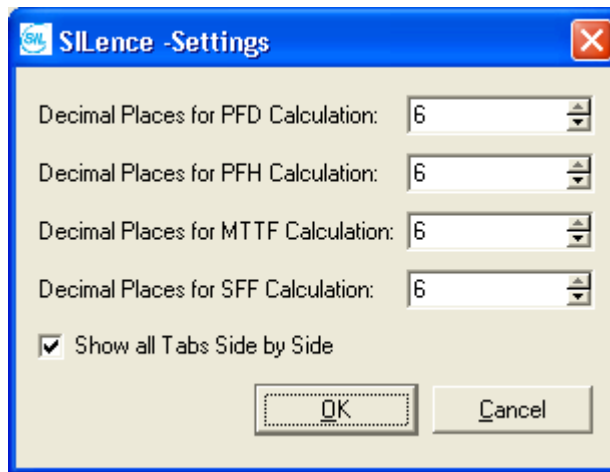 SIL SILence -Settings
Decimal Places for PFD Calculation: 6
Decimal Places for PFH Calculation: 6
Decimal Places for MTTF Calculation: 6
Decimal Places for SFF Calculation: 6
Show all Tabs Side by Side
OK Cancel